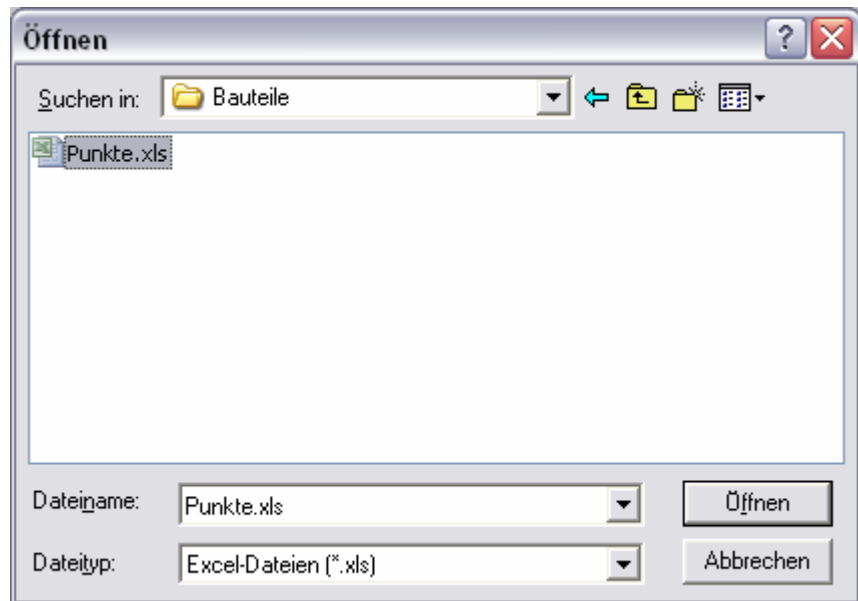 Öffnen
Suchen in: Bauteile
Punkte.xls
Dateiname: Punkte.xls Öffnen
Dateityp: Excel-Dateien (*.xls) Abbrechen